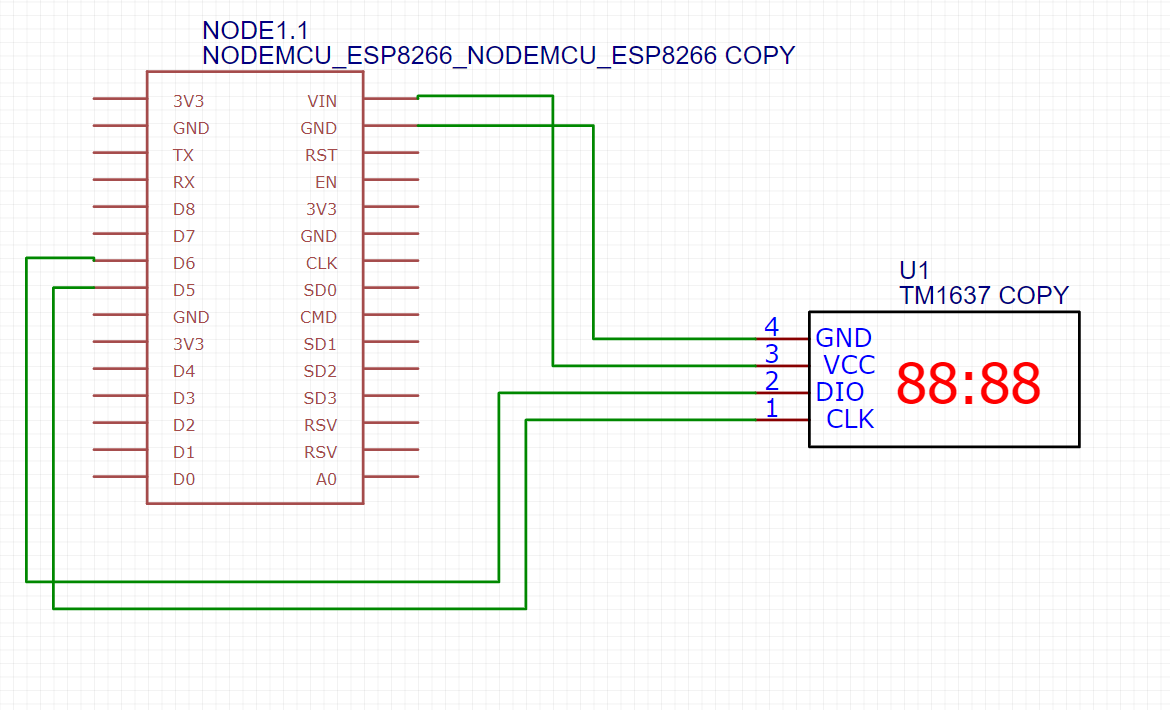 NODE1.1
NODEMCU_ESP8266_NODEMCU_ESP8266 COPY
3V3 VIN
GND GND
TX RST
RX EN
D8 3V3
D7 GND
D6 CLK
D5 SD0
GND CMD
3V3 SD1
D4 SD2
D3 SD3
D2 RSV
D1 RSV
D0 A0
U1
TM1637 COPY
4 GND
3 VCC
2 DIO
1 CLK
88:88